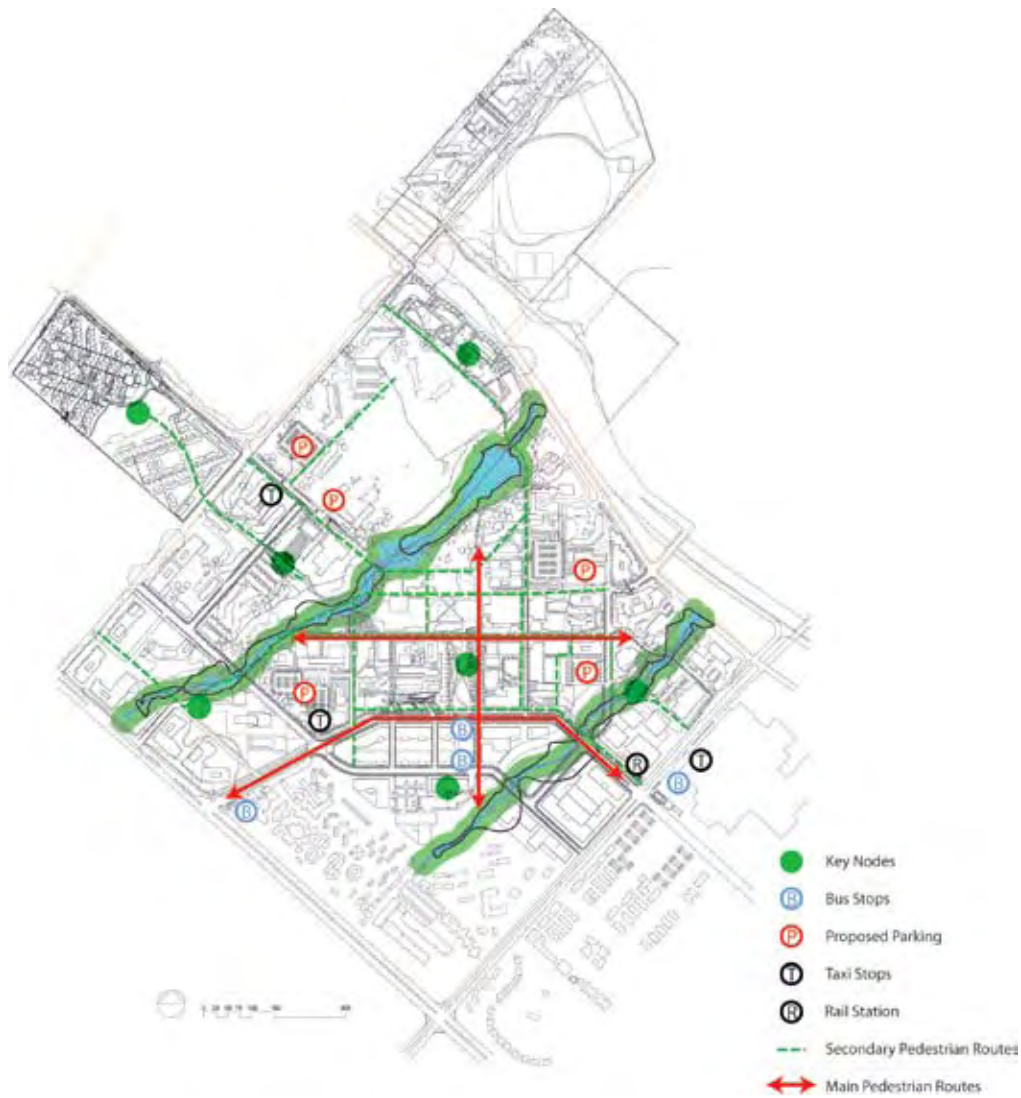 P
T
P
P
P
P
T
B
B
R
T
B
B
Key Nodes
B Bus Stops
P Proposed Parking
T Taxi Stops
R Rail Station
Secondary Pedestrian Routes
Main Pedestrian Routes